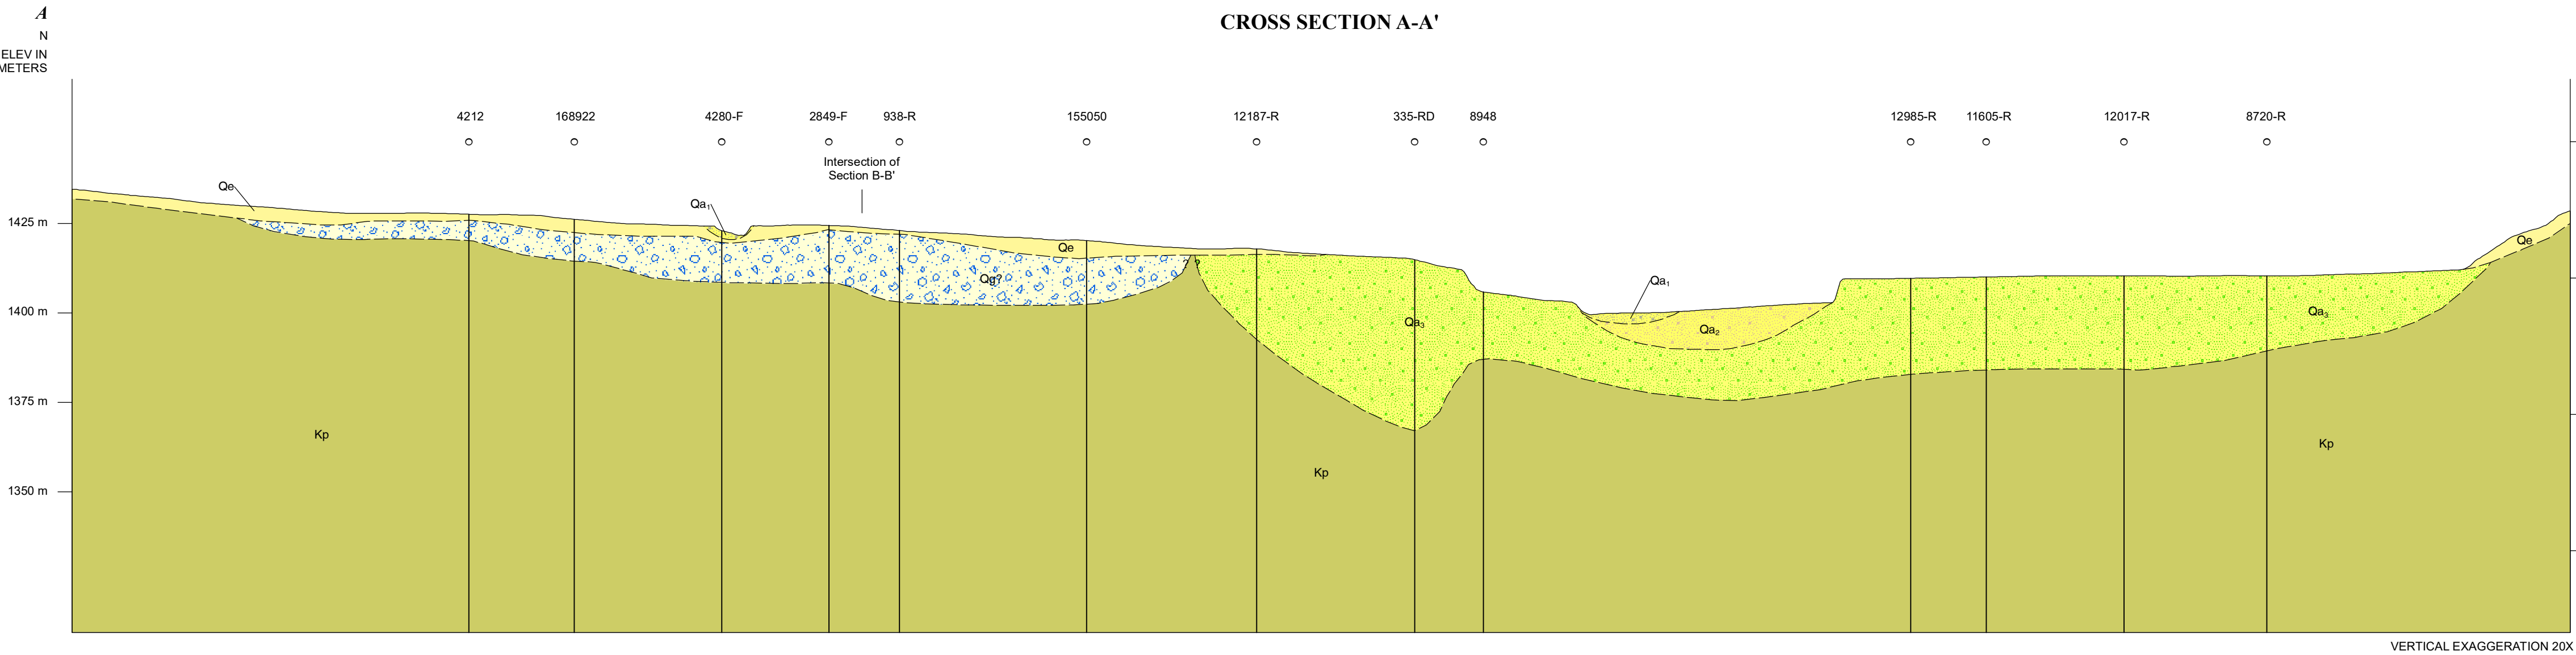 CROSS SECTION A-A'
A
N
ELEV IN
METERS
4212
168922
4280-F
2849-F
938-R
155050
12187-R
335-RD
8948
12985-R
11605-R
12017-R
8720-R
Intersection of
Section B-B'
Qe
Qa₁
1425 m
Qe
Qe
Qg?
?
Qa₁
1400 m
Qa₃
Qa₂
Qa₃
1375 m
Kp
Kp
Kp
1350 m
VERTICAL EXAGGERATION 20X